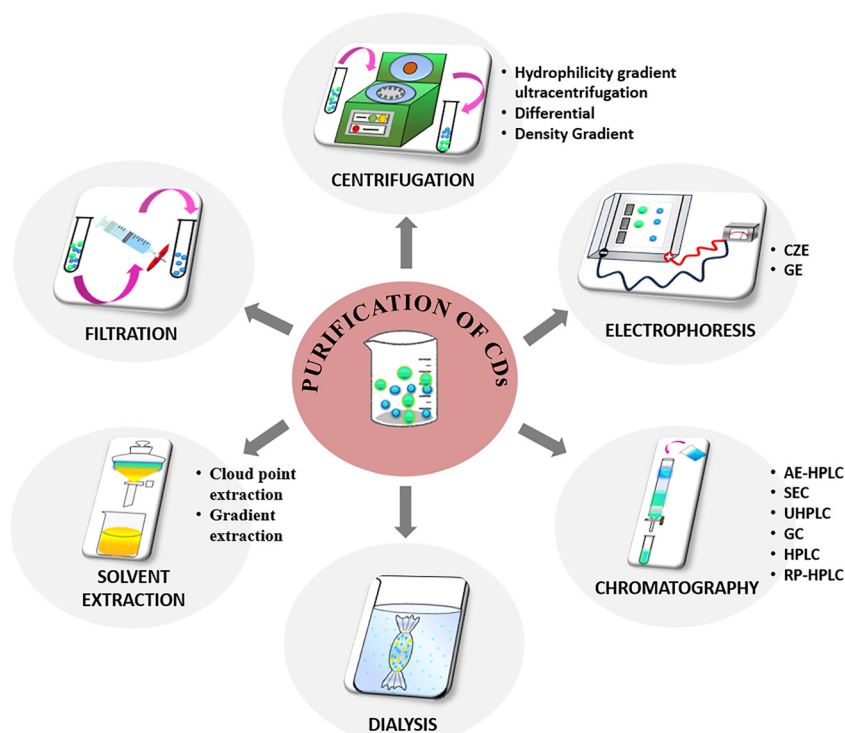 • Hydrophilicity gradient
ultracentrifugation
• Differential
• Density Gradient
CENTRIFUGATION
FILTRATION
• CZE
• GE
ELECTROPHORESIS
PURIFICATION OF CDs
• Cloud point
extraction
• Gradient
extraction
SOLVENT
EXTRACTION
• AE-HPLC
• SEC
• UHPLC
• GC
• HPLC
• RP-HPLC
CHROMATOGRAPHY
DIALYSIS